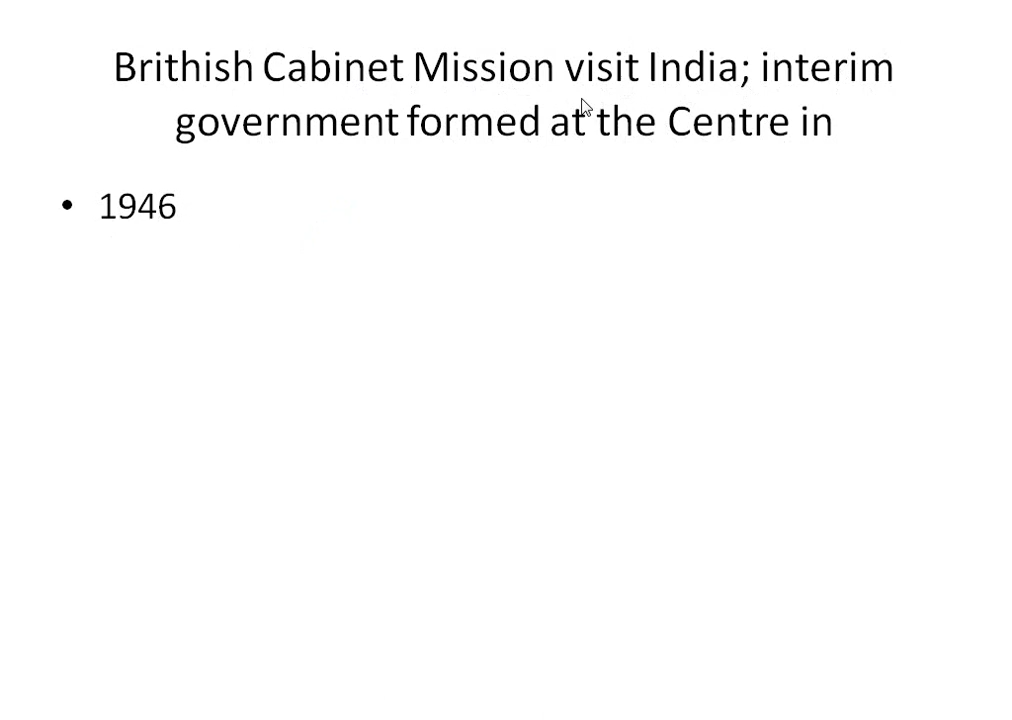 Brithish Cabinet Mission visit India; interim
government formed at the Centre in
• 1946